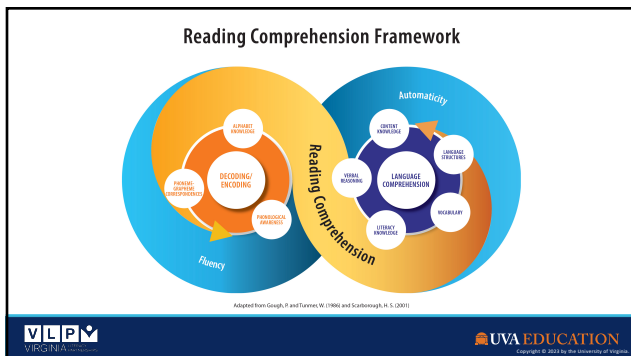 Reading Comprehension Framework
ALPHABET
KNOWLEDGE
PHONEME-
GRAPHEME
CORRESPONDENCES
DECODING/
ENCODING
PHONOLOGICAL
AWARENESS
Fluency
Reading Comprehension
Automaticity
CONTENT
KNOWLEDGE
LANGUAGE
STRUCTURES
VERBAL
REASONING
LANGUAGE
COMPREHENSION
VOCABULARY
LITERACY
KNOWLEDGE
Adapted from Gough, P. and Tunmer, W. (1986) and Scarborough, H. S. (2001)
VLP
VIRGINIA
UVA EDUCATION
Copyright © 2023 by the University of Virginia.